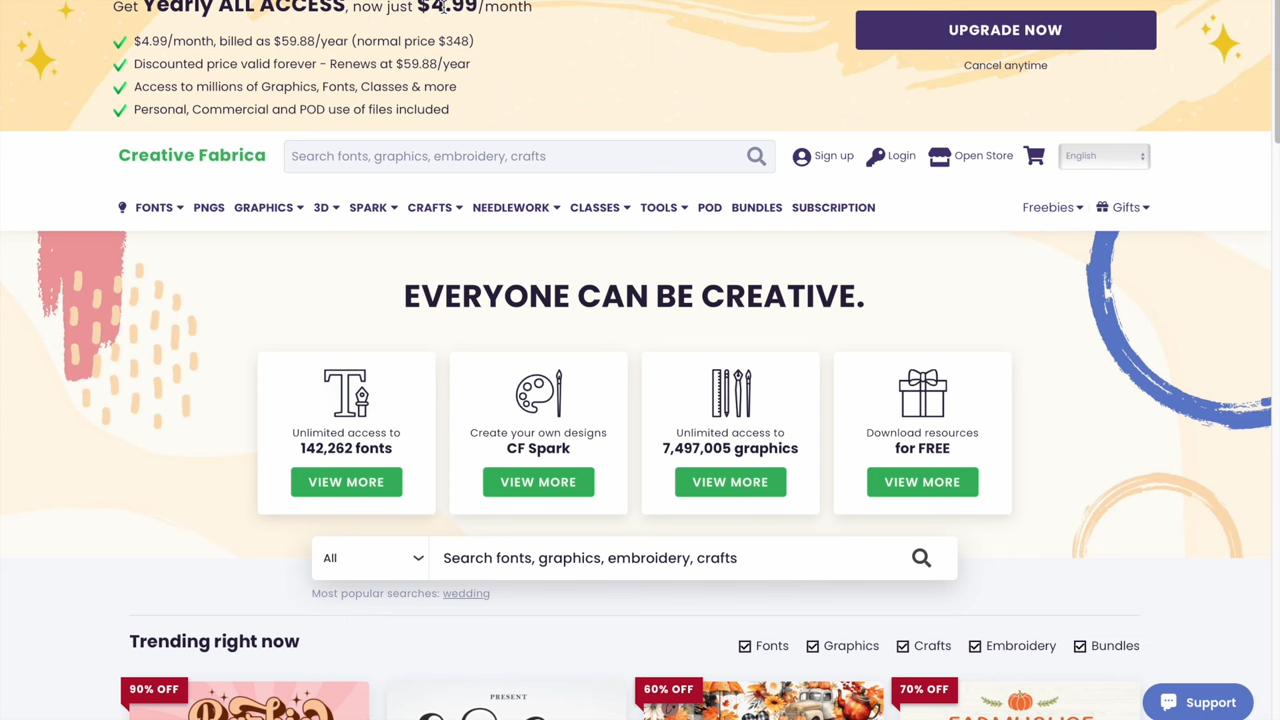 Get Yearly ALL ACCESS, now just $4.99/month
$4.99/month, billed as $59.88/year (normal price $348)
Discounted price valid forever - Renews at $59.88/year
Access to millions of Graphics, Fonts, Classes & more
Personal, Commercial and POD use of files included
UPGRADE NOW
Cancel anytime
Creative Fabrica
Search fonts, graphics, embroidery, crafts
Sign up
Login
Open Store
English
FONTS PNGS GRAPHICS 3D SPARK CRAFTS NEEDLEWORK CLASSES TOOLS POD BUNDLES SUBSCRIPTION
Freebies Gifts
EVERYONE CAN BE CREATIVE.
Unlimited access to
142,262 fonts
VIEW MORE
Create your own designs
CF Spark
VIEW MORE
Unlimited access to
7,497,005 graphics
VIEW MORE
Download resources
for FREE
VIEW MORE
All
Search fonts, graphics, embroidery, crafts
Most popular searches: wedding
Trending right now
Fonts Graphics Crafts Embroidery Bundles
90% OFF
PRESENT
60% OFF
70% OFF
FARMHOUSE
Support